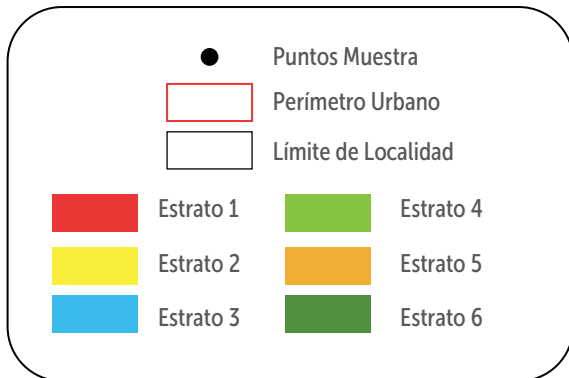 Puntos Muestra
Perímetro Urbano
Límite de Localidad
Estrato 1
Estrato 4
Estrato 2
Estrato 5
Estrato 3
Estrato 6